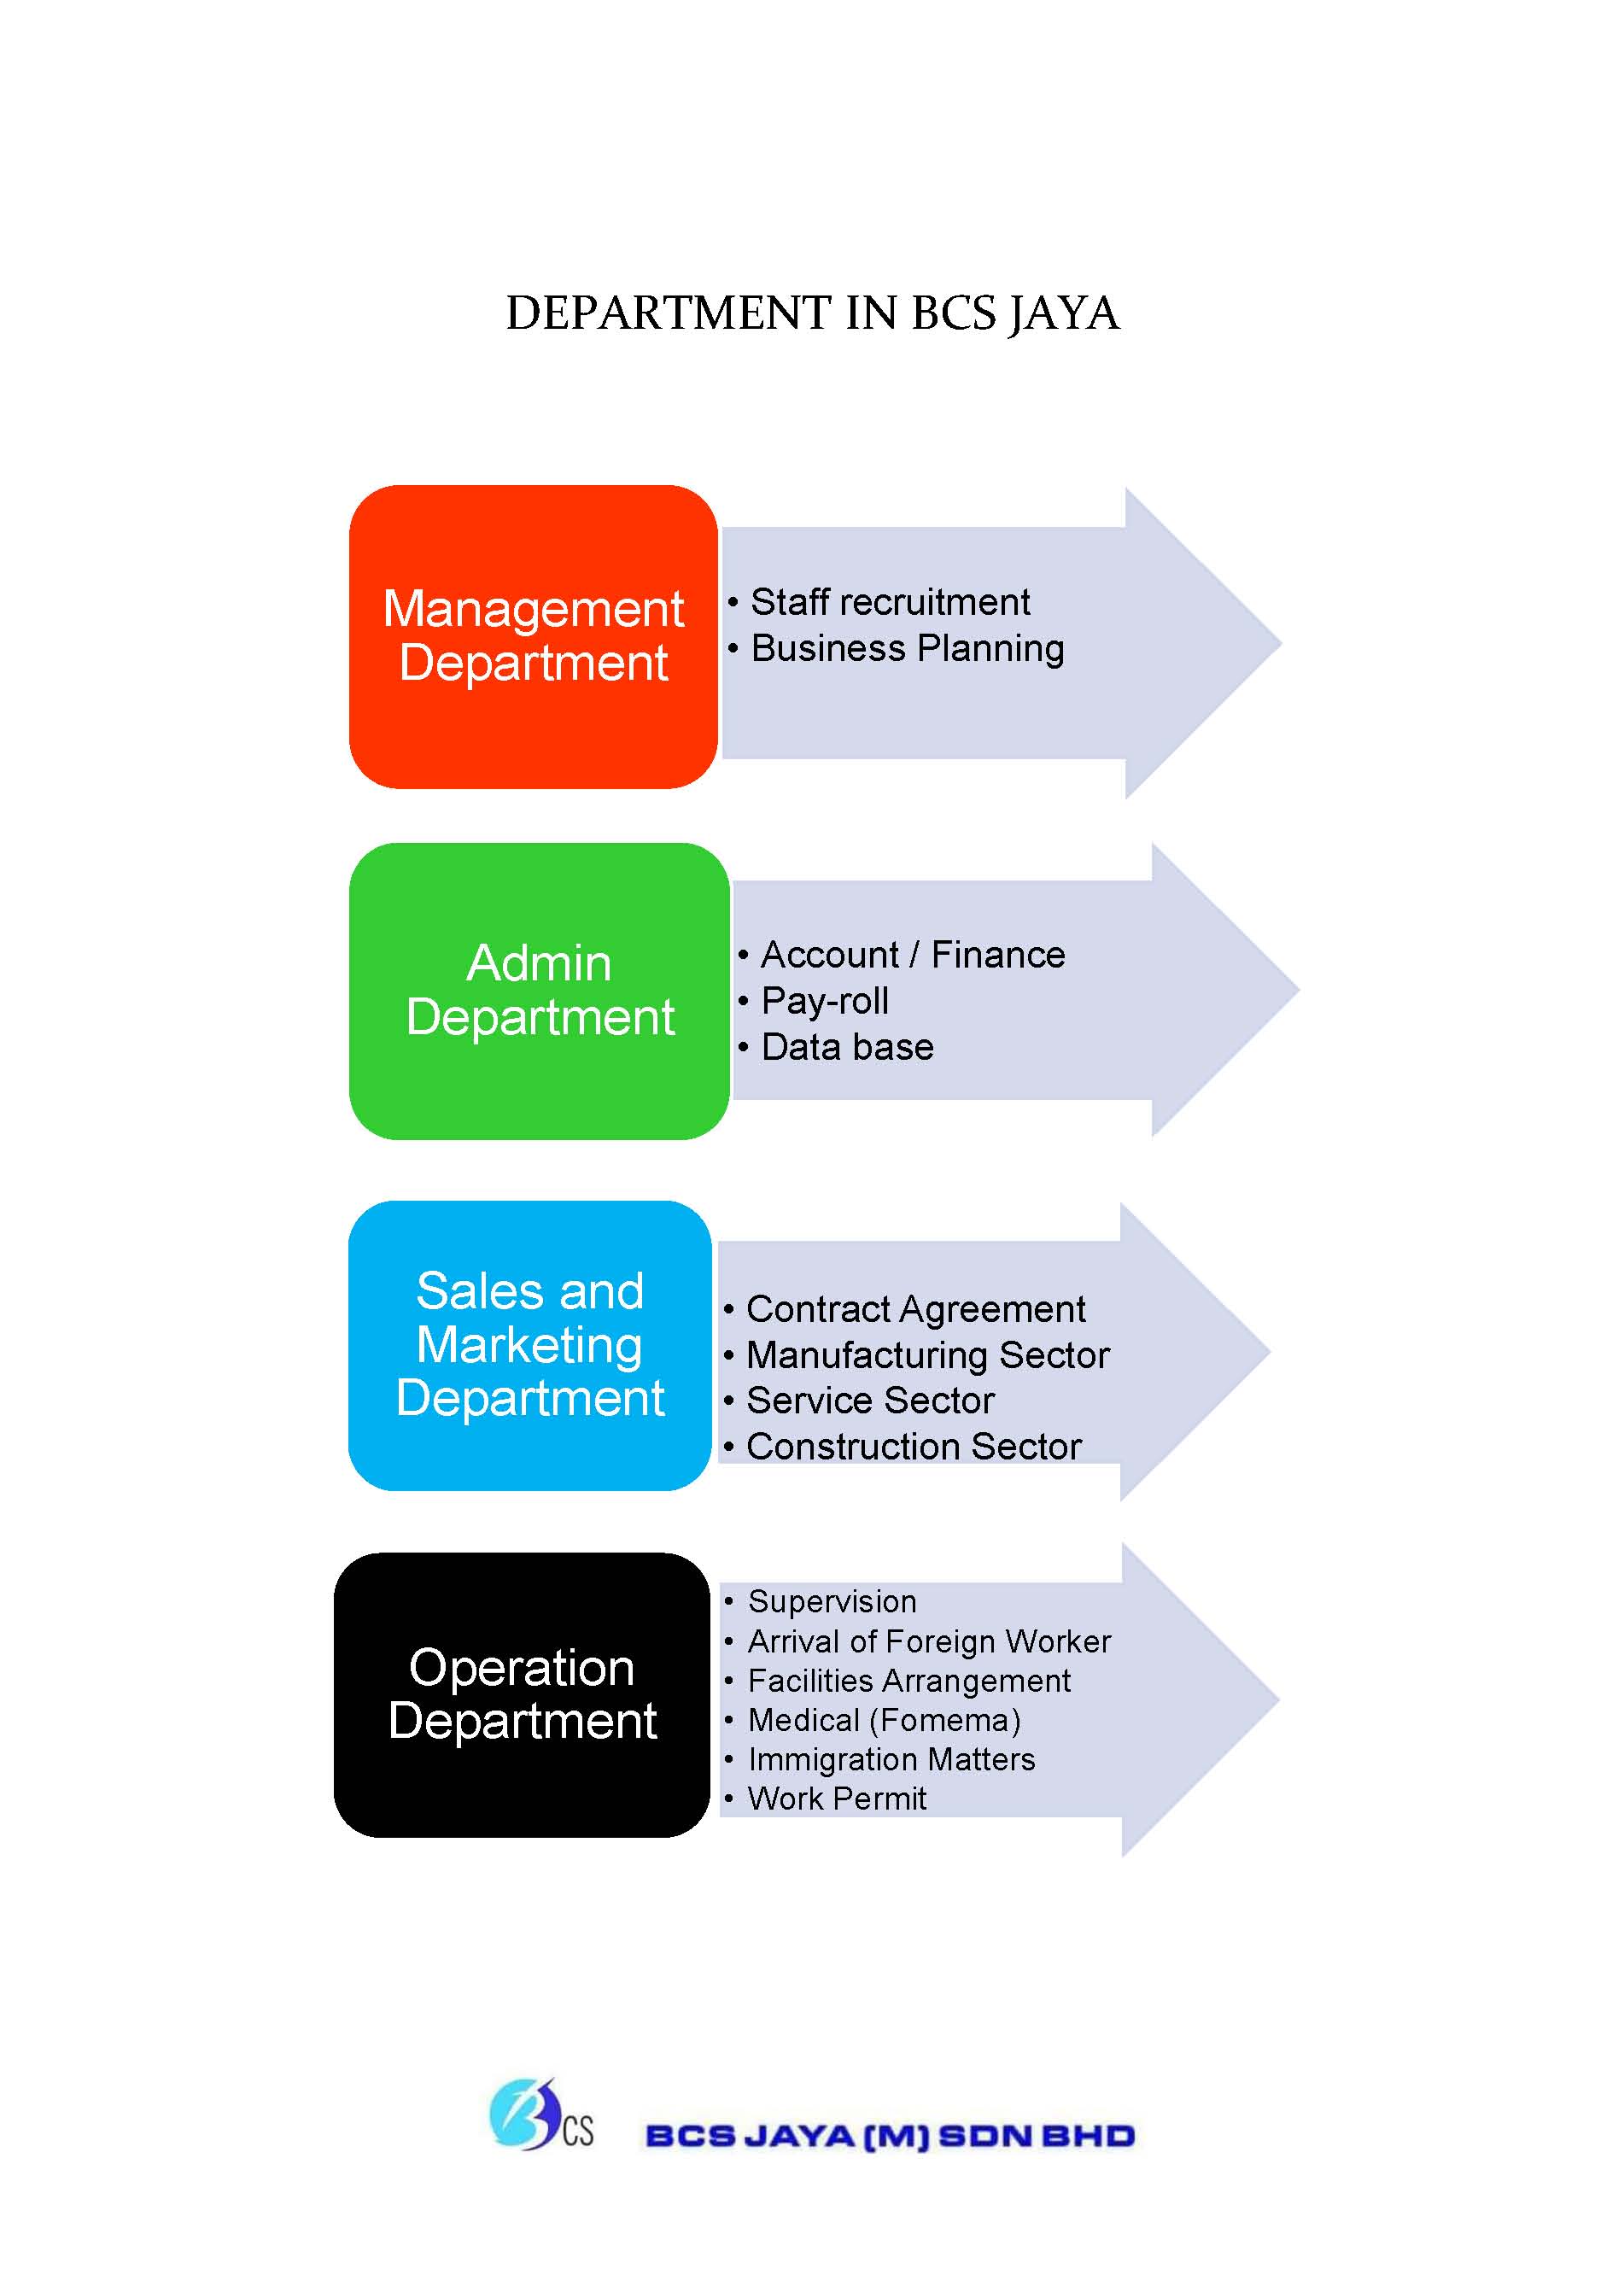 DEPARTMENT IN BCS JAYA
Management
Department
• Staff recruitment
• Business Planning
Admin
Department
• Account / Finance
• Pay-roll
• Data base
Sales and
Marketing
Department
• Contract Agreement
• Manufacturing Sector
• Service Sector
• Construction Sector
Operation
Department
• Supervision
• Arrival of Foreign Worker
• Facilities Arrangement
• Medical (Fomema)
• Immigration Matters
• Work Permit
BCS
BCS JAYA (M) SDN BHD